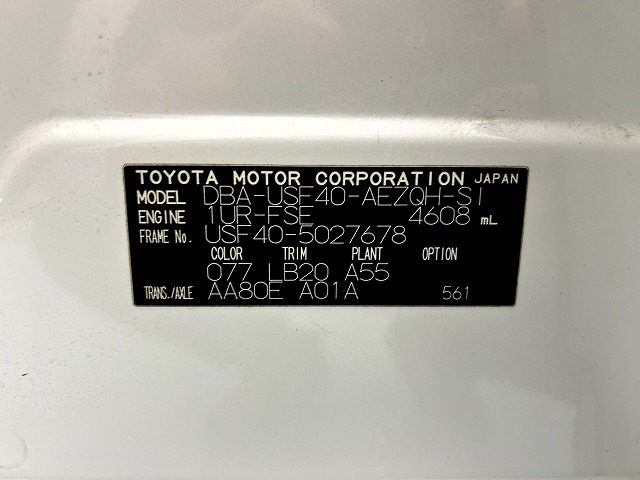 TOYOTA MOTOR CORPORATION JAPAN
MODEL DBA-USF40-AEZQH-SI
ENGINE 1UR-FSE 4608 mL
FRAME No. USF40-5027678
COLOR TRIM PLANT OPTION
077 LB20 A55
TRANS./AXLE AA80E A01A 561